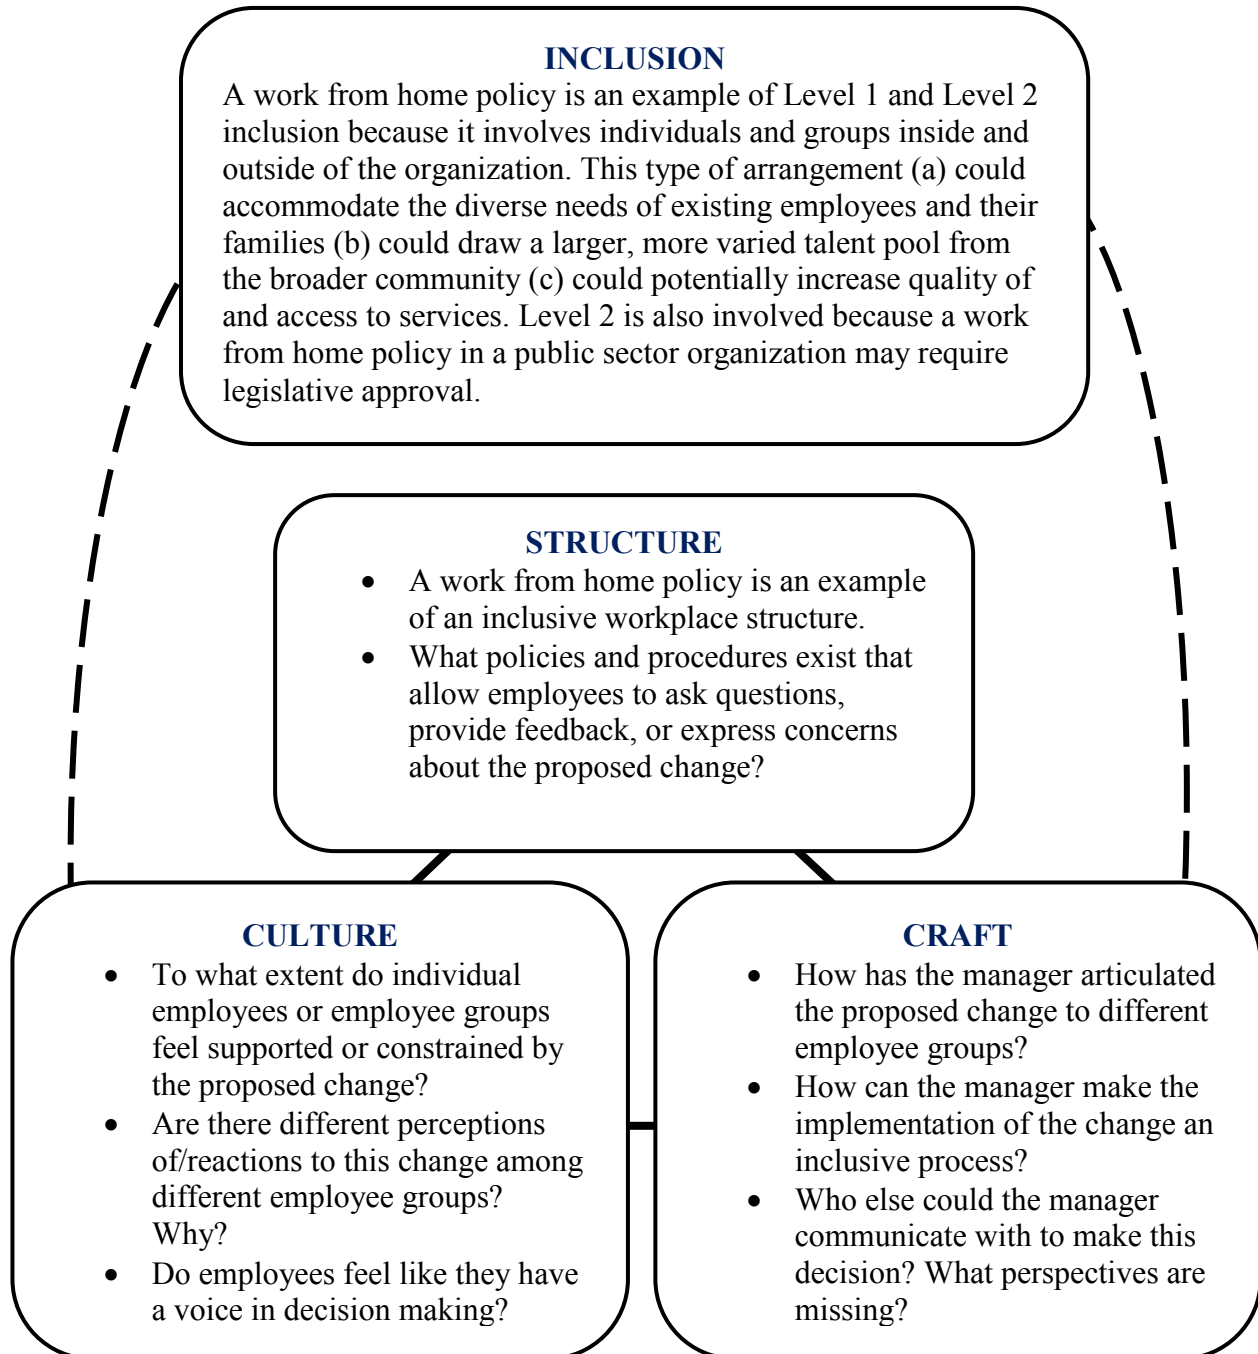 INCLUSION
A work from home policy is an example of Level 1 and Level 2
inclusion because it involves individuals and groups inside and
outside of the organization. This type of arrangement (a) could
accommodate the diverse needs of existing employees and their
families (b) could draw a larger, more varied talent pool from
the broader community (c) could potentially increase quality of
and access to services. Level 2 is also involved because a work
from home policy in a public sector organization may require
legislative approval.
STRUCTURE
• A work from home policy is an example
of an inclusive workplace structure.
• What policies and procedures exist that
allow employees to ask questions,
provide feedback, or express concerns
about the proposed change?
CULTURE
• To what extent do individual
employees or employee groups
feel supported or constrained by
the proposed change?
• Are there different perceptions
of/reactions to this change among
different employee groups?
Why?
• Do employees feel like they have
a voice in decision making?
CRAFT
• How has the manager articulated
the proposed change to different
employee groups?
• How can the manager make the
implementation of the change an
inclusive process?
• Who else could the manager
communicate with to make this
decision? What perspectives are
missing?